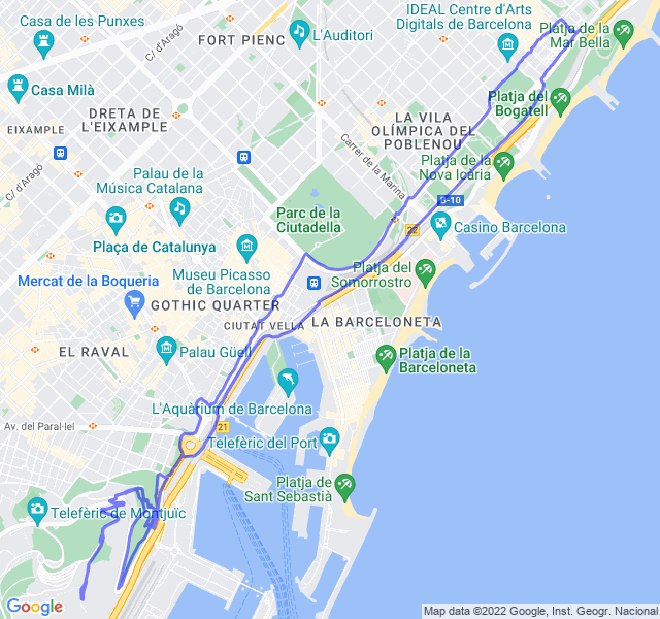 Casa de les Punxes
C/ d'Aragó
FORT PIENC
L'Auditori
IDEAL Centre d'Arts
Digitals de Barcelona
Platja de la
Mar Bella
Casa Milà
DRETA DE
L'EIXAMPLE
EIXAMPLE
Platja del
Bogatell
LA VILA
OLÍMPICA DEL
POBLENOU
Carrer de la Marina
C/ d'Aragó
Palau de la
Música Catalana
Platja de la
Nova Icària
B-10
Parc de la
Ciutadella
22
Casino Barcelona
Plaça de Catalunya
Museu Picasso
de Barcelona
Platja del
Somorrostro
Mercat de la Boqueria
GOTHIC QUARTER
CIUTAT VELLA
LA BARCELONETA
EL RAVAL
Palau Güell
Platja de la
Barceloneta
L'Aquàrium de Barcelona
Av. del Paral·lel
21
Telefèric del Port
Platja de
Sant Sebastià
Telefèric de Montjuïc
Google
Map data ©2022 Google, Inst. Geogr. Nacional